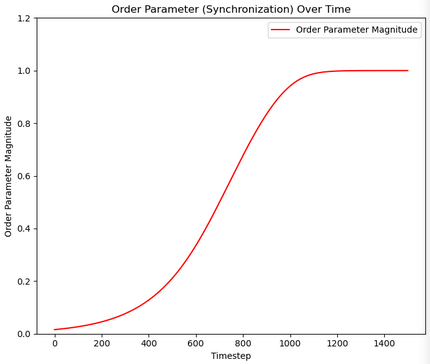 Order Parameter (Synchronization) Over Time
Order Parameter Magnitude
1.2
1.0
0.8
0.6
0.4
0.2
0.0
Order Parameter Magnitude
0 200 400 600 800 1000 1200 1400
Timestep